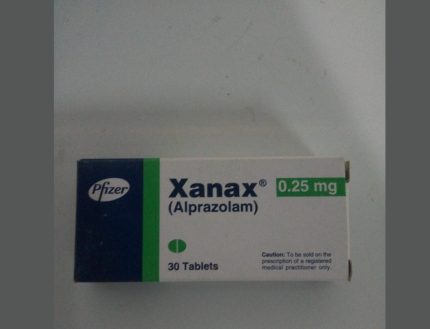 Pfizer
Xanax® 0.25 mg
(Alprazolam)
30 Tablets
Caution: To be sold on the
prescription of a registered
medical practitioner only.